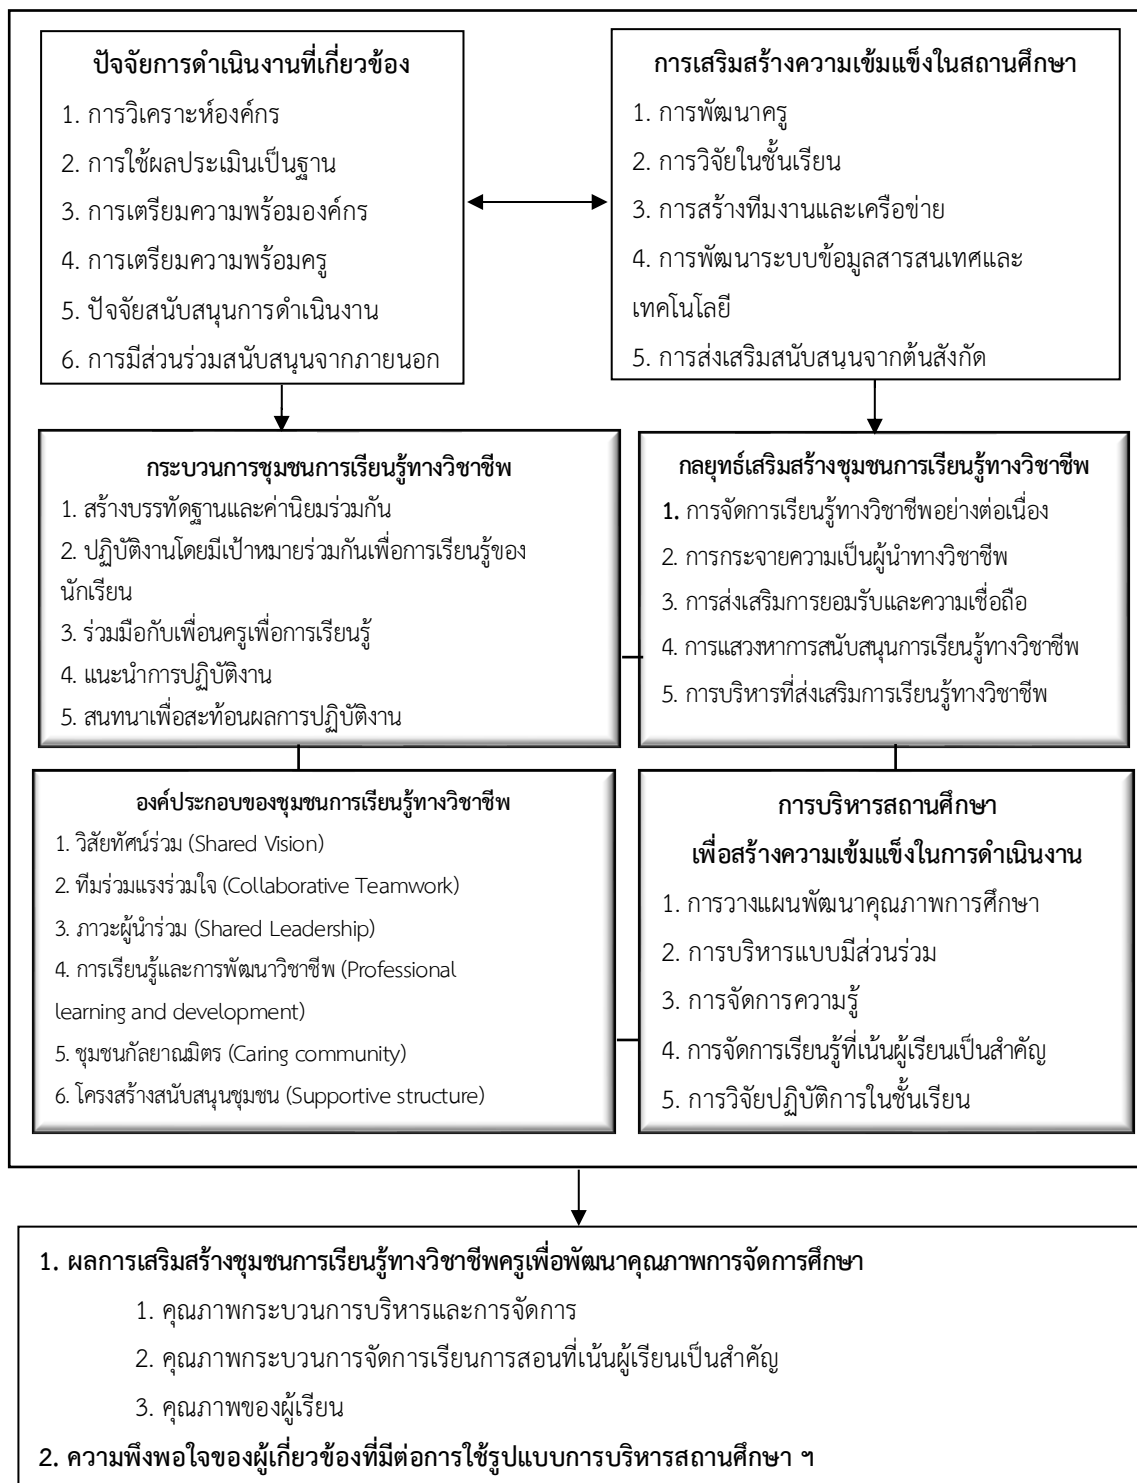 ปัจจัยการดำเนินงานที่เกี่ยวข้อง
1. การวิเคราะห์องค์กร
2. การใช้ผลประเมินเป็นฐาน
3. การเตรียมความพร้อมองค์กร
4. การเตรียมความพร้อมครู
5. ปัจจัยสนับสนุนการดำเนินงาน
6. การมีส่วนร่วมสนับสนุนจากภายนอก
การเสริมสร้างความเข้มแข็งในสถานศึกษา
1. การพัฒนาครู
2. การวิจัยในชั้นเรียน
3. การสร้างทีมงานและเครือข่าย
4. การพัฒนาระบบข้อมูลสารสนเทศและ
เทคโนโลยี
5. การส่งเสริมสนับสนุนจากต้นสังกัด
กระบวนการชุมชนการเรียนรู้ทางวิชาชีพ
1. สร้างบรรทัดฐานและค่านิยมร่วมกัน
2. ปฏิบัติงานโดยมีเป้าหมายร่วมกันเพื่อการเรียนรู้ของ
นักเรียน
3. ร่วมมือกับเพื่อนครูเพื่อการเรียนรู้
4. แนะนำการปฏิบัติงาน
5. สนทนาเพื่อสะท้อนผลการปฏิบัติงาน
กลยุทธ์เสริมสร้างชุมชนการเรียนรู้ทางวิชาชีพ
1. การจัดการเรียนรู้ทางวิชาชีพอย่างต่อเนื่อง
2. การกระจายความเป็นผู้นำทางวิชาชีพ
3. การส่งเสริมการยอมรับและความเชื่อถือ
4. การแสวงหาการสนับสนุนการเรียนรู้ทางวิชาชีพ
5. การบริหารที่ส่งเสริมการเรียนรู้ทางวิชาชีพ
องค์ประกอบของชุมชนการเรียนรู้ทางวิชาชีพ
1. วิสัยทัศน์ร่วม (Shared Vision)
2. ทีมร่วมแรงร่วมใจ (Collaborative Teamwork)
3. ภาวะผู้นำร่วม (Shared Leadership)
4. การเรียนรู้และการพัฒนาวิชาชีพ (Professional
learning and development)
5. ชุมชนกัลยาณมิตร (Caring community)
6. โครงสร้างสนับสนุนชุมชน (Supportive structure)
การบริหารสถานศึกษา
เพื่อสร้างความเข้มแข็งในการดำเนินงาน
1. การวางแผนพัฒนาคุณภาพการศึกษา
2. การบริหารแบบมีส่วนร่วม
3. การจัดการความรู้
4. การจัดการเรียนรู้ที่เน้นผู้เรียนเป็นสำคัญ
5. การวิจัยปฏิบัติการในชั้นเรียน
1. ผลการเสริมสร้างชุมชนการเรียนรู้ทางวิชาชีพครูเพื่อพัฒนาคุณภาพการจัดการศึกษา
1. คุณภาพกระบวนการบริหารและการจัดการ
2. คุณภาพกระบวนการจัดการเรียนการสอนที่เน้นผู้เรียนเป็นสำคัญ
3. คุณภาพของผู้เรียน
2. ความพึงพอใจของผู้เกี่ยวข้องที่มีต่อการใช้รูปแบบการบริหารสถานศึกษา ฯ